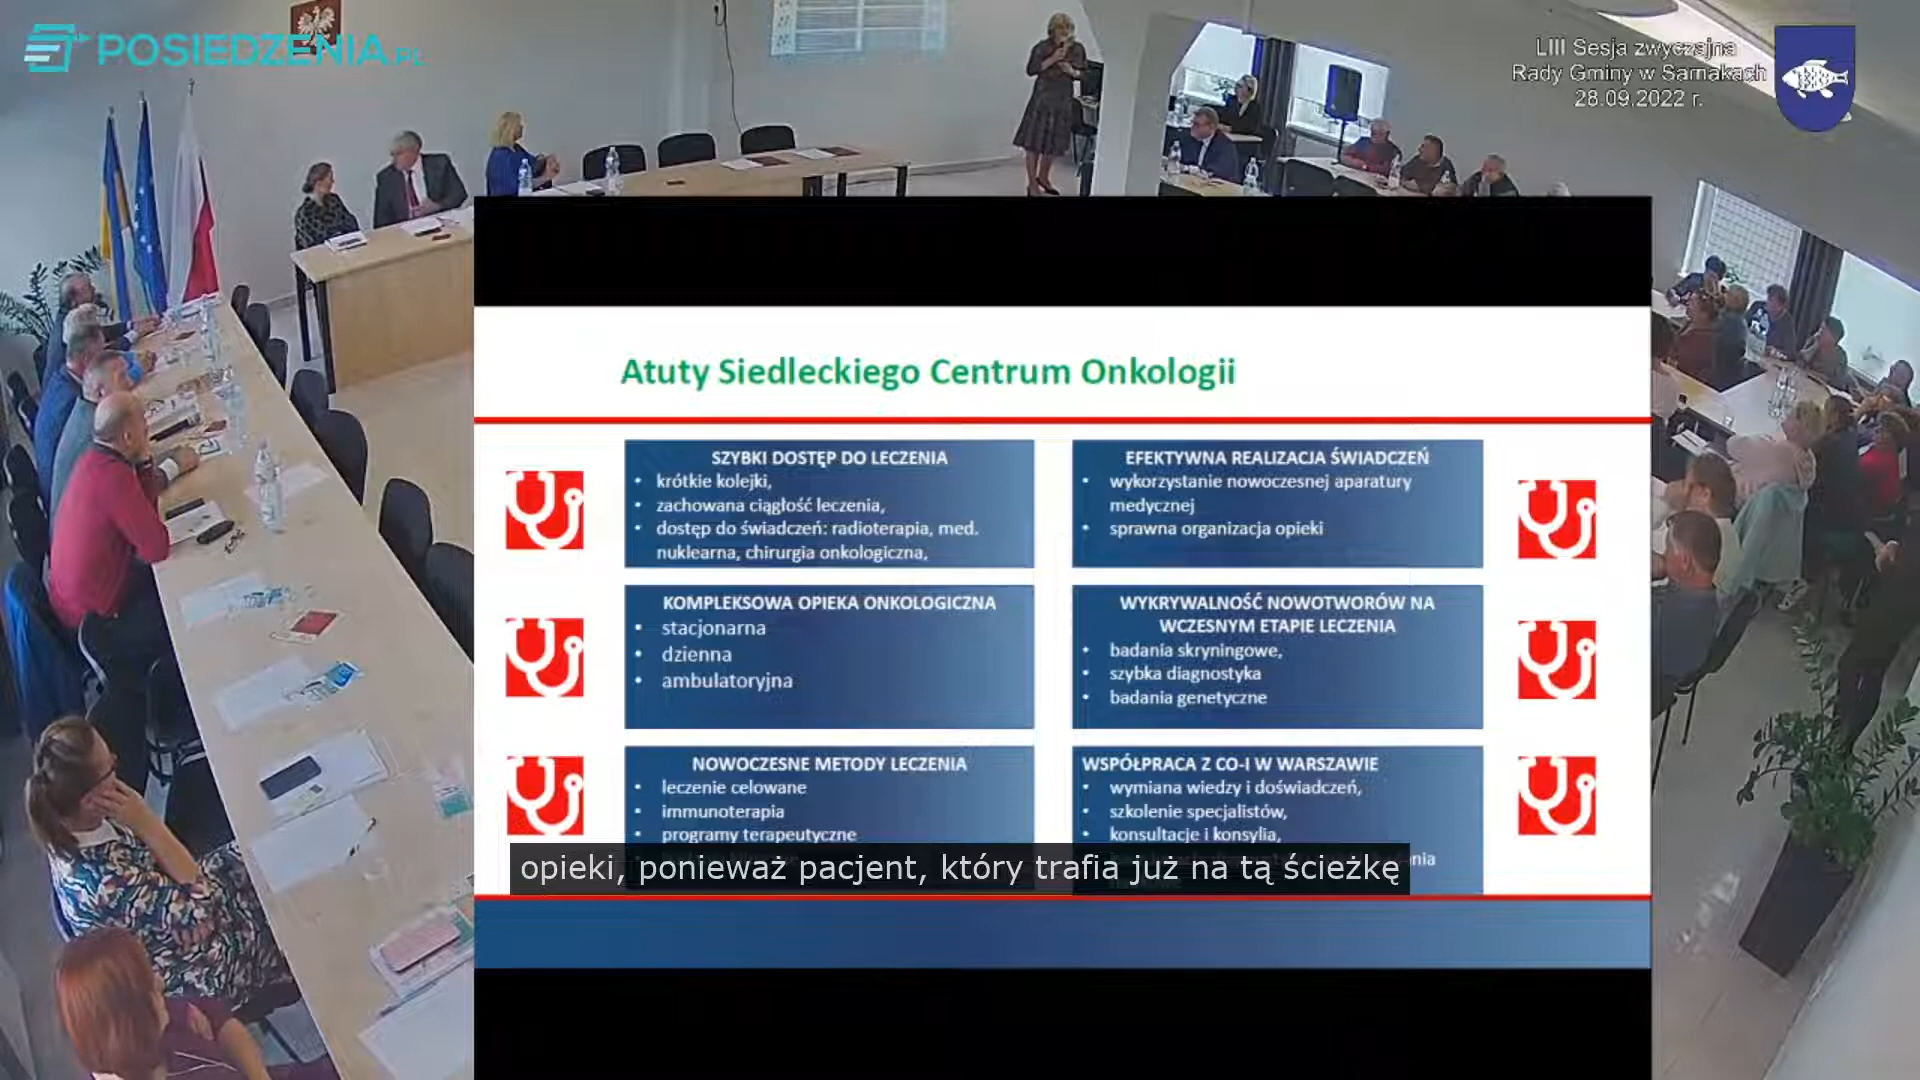 POSIEDZENIA.PL
LIII Sesja zwyczajna
Rady Gminy w Sarnakach
28.09.2022 r.
Atuty Siedleckiego Centrum Onkologii
SZYBKI DOSTĘP DO LECZENIA
• krótkie kolejki,
• zachowana ciągłość leczenia,
• dostęp do świadczeń: radioterapia, med.
nuklearna, chirurgia onkologiczna,
EFEKTYWNA REALIZACJA ŚWIADCZEŃ
• wykorzystanie nowoczesnej aparatury
medycznej
• sprawna organizacja opieki
KOMPLEKSOWA OPIEKA ONKOLOGICZNA
• stacjonarna
• dzienna
• ambulatoryjna
WYKRYWALNOŚĆ NOWOTWORÓW NA
WCZESNYM ETAPIE LECZENIA
• badania skryningowe,
• szybka diagnostyka
• badania genetyczne
NOWOCZESNE METODY LECZENIA
• leczenie celowane
• immunoterapia
• programy terapeutyczne
WSPÓŁPRACA Z CO-I W WARSZAWIE
• wymiana wiedzy i doświadczeń,
• szkolenie specjalistów,
• konsultacje i konsylia,
opieki, ponieważ pacjent, który trafia już na tą ścieżkę